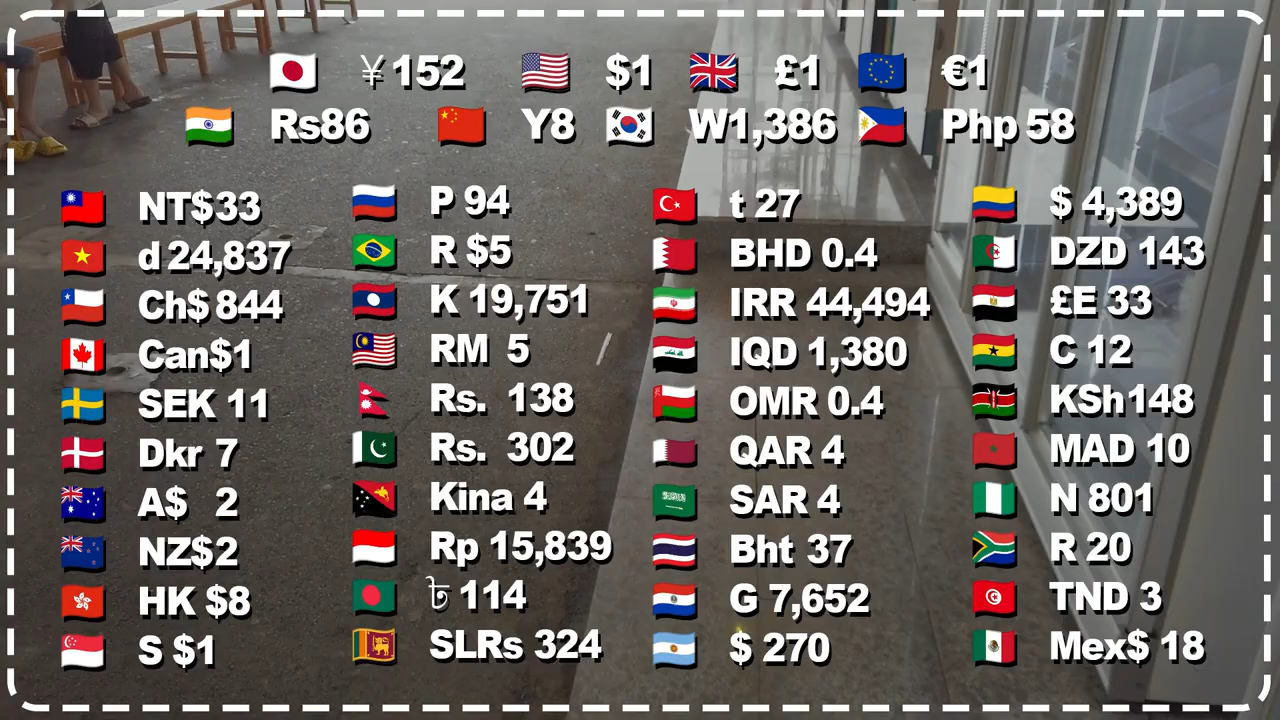 ¥152 $1 £1 €1
Rs86 Y8 W1,386 Php 58
NT$33 P 94 t 27 $ 4,389
d 24,837 R $5 BHD 0.4 DZD 143
Ch$ 844 K 19,751 IRR 44,494 £E 33
Can$1 RM 5 IQD 1,380 C 12
SEK 11 Rs. 138 OMR 0.4 KSh148
Dkr 7 Rs. 302 QAR 4 MAD 10
A$ 2 Kina 4 SAR 4 N 801
NZ$2 Rp 15,839 Bht 37 R 20
HK $8 ৳ 114 G 7,652 TND 3
S $1 SLRs 324 $ 270 Mex$ 18